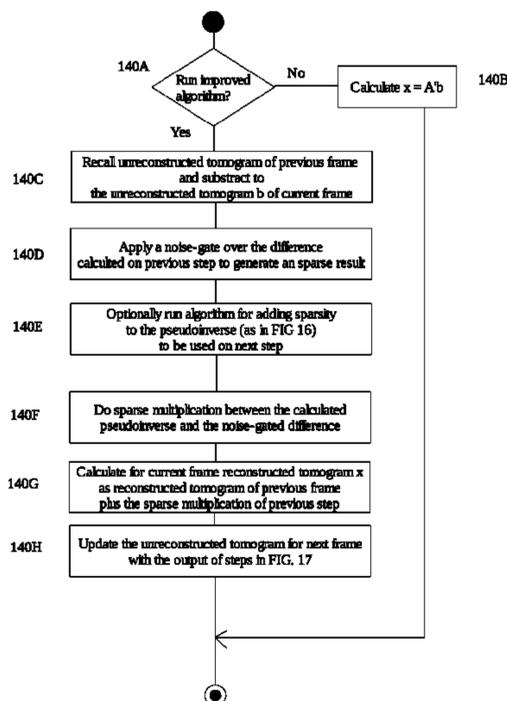 140A
Run improved
algorithm?
No
Calculate x = A'b
140B
Yes
140C
Recall unreconstructed tomogram of previous frame
and substract to
the unreconstructed tomogram b of current frame
140D
Apply a noise-gate over the difference
calculted on previous step to generate an sparse result
140E
Optionally run algorithm for adding sparsity
to the pseudoinverse (as in FIG 16)
to be used on next step
140F
Do sparse multiplication between the calculated
pseudoinverse and the noise-gated difference
140G
Calculate for current frame reconstructed tomogram x
as reconstructed tomogram of previous frame
plus the sparse multiplication of previous step
140H
Update the unreconstructed tomogram for next frame
with the output of steps in FIG. 17